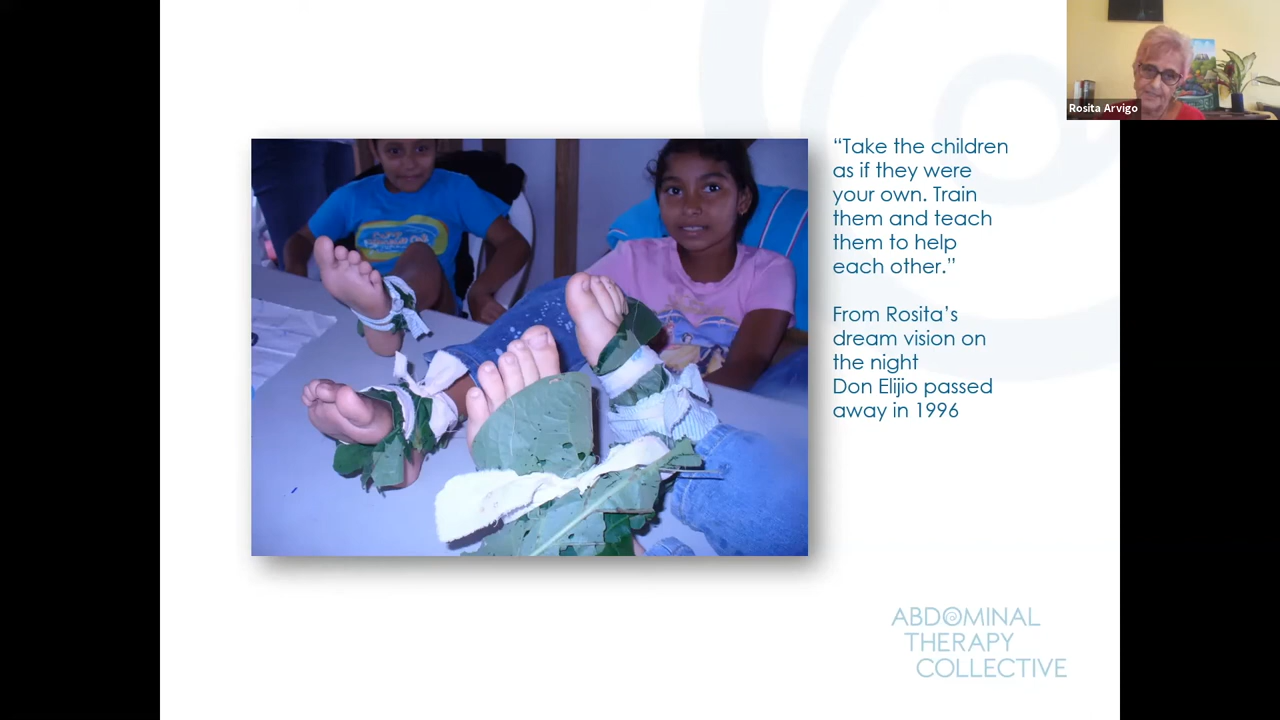 Rosita Arvigo
“Take the children
as if they were
your own. Train
them and teach
them to help
each other.”
From Rosita’s
dream vision on
the night
Don Elijio passed
away in 1996
ABDOMINAL
THERAPY
COLLECTIVE